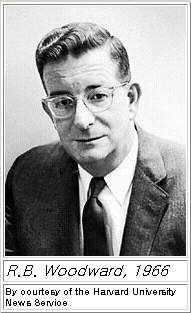 R.B. Woodward, 1966
By courtesy of the Harvard University
News Service